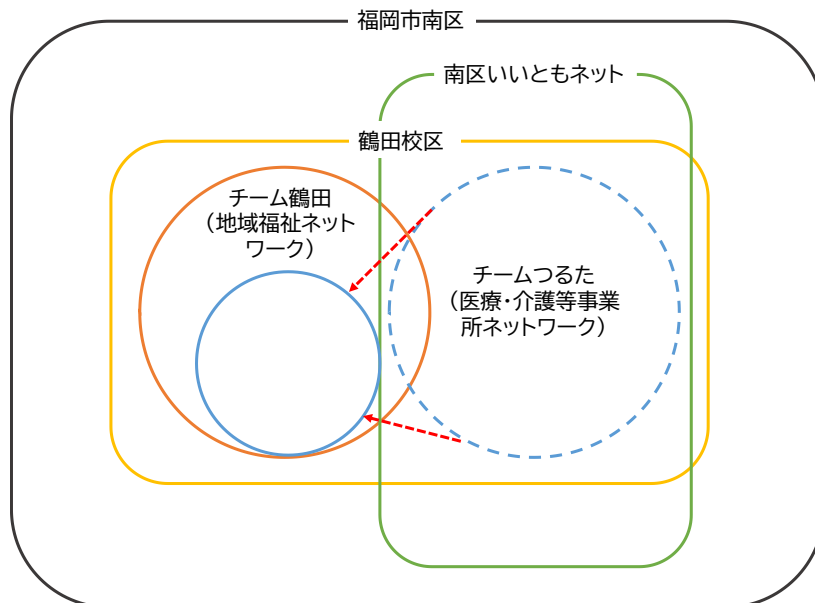 福岡市南区
南区いいともネット
鶴田校区
チーム鶴田
（地域福祉ネット
ワーク）
チームつるた
（医療・介護等事業
所ネットワーク）